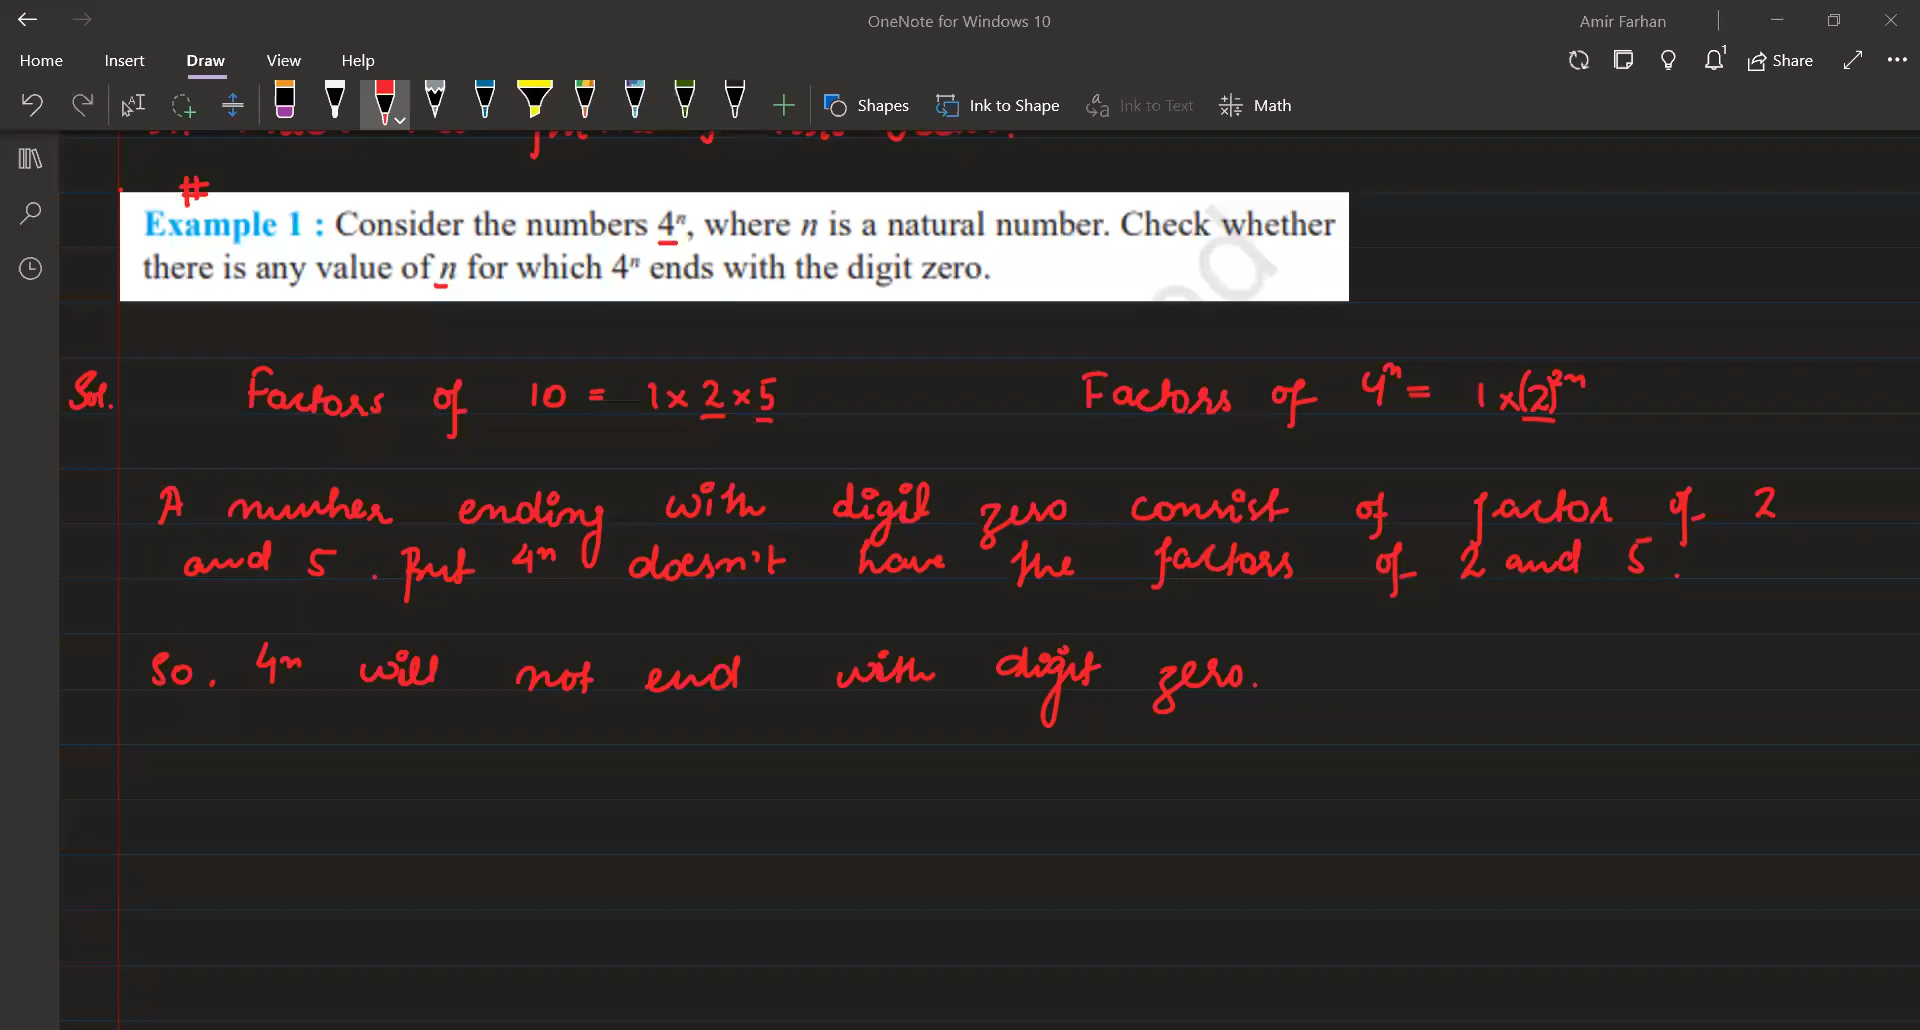 OneNote for Windows 10
Amir Farhan
Home Insert Draw View Help
1 Share
Shapes Ink to Shape Ink to Text Math
#
Example 1 : Consider the numbers 4ⁿ, where n is a natural number. Check whether
there is any value of n for which 4ⁿ ends with the digit zero.
Sol. Factors of 10 = 1 × 2 × 5 Factors of 4ⁿ = 1 × (2)²ⁿ
A number ending with digit zero consist of factor of 2
and 5 . But 4ⁿ doesn't have the factors of 2 and 5 .
So. 4ⁿ will not end with digit zero.